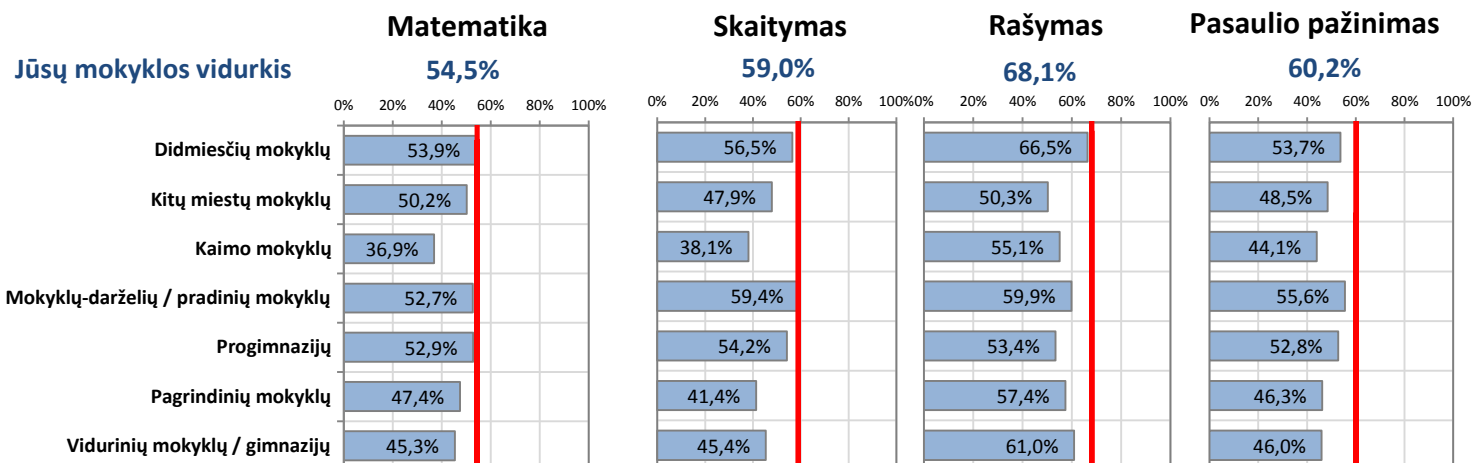 Matematika Skaitymas Rašymas Pasaulio pažinimas
Jūsų mokyklos vidurkis 54,5% 59,0% 68,1% 60,2%
0% 20% 40% 60% 80% 100% 0% 20% 40% 60% 80% 100% 0% 20% 40% 60% 80% 100% 0% 20% 40% 60% 80% 100%
Didmiesčių mokyklų 53,9% 56,5% 66,5% 53,7%
Kitų miestų mokyklų 50,2% 47,9% 50,3% 48,5%
Kaimo mokyklų 36,9% 38,1% 55,1% 44,1%
Mokyklų-darželių / pradinių mokyklų 52,7% 59,4% 59,9% 55,6%
Progimnazijų 52,9% 54,2% 53,4% 52,8%
Pagrindinių mokyklų 47,4% 41,4% 57,4% 46,3%
Vidurinių mokyklų / gimnazijų 45,3% 45,4% 61,0% 46,0%